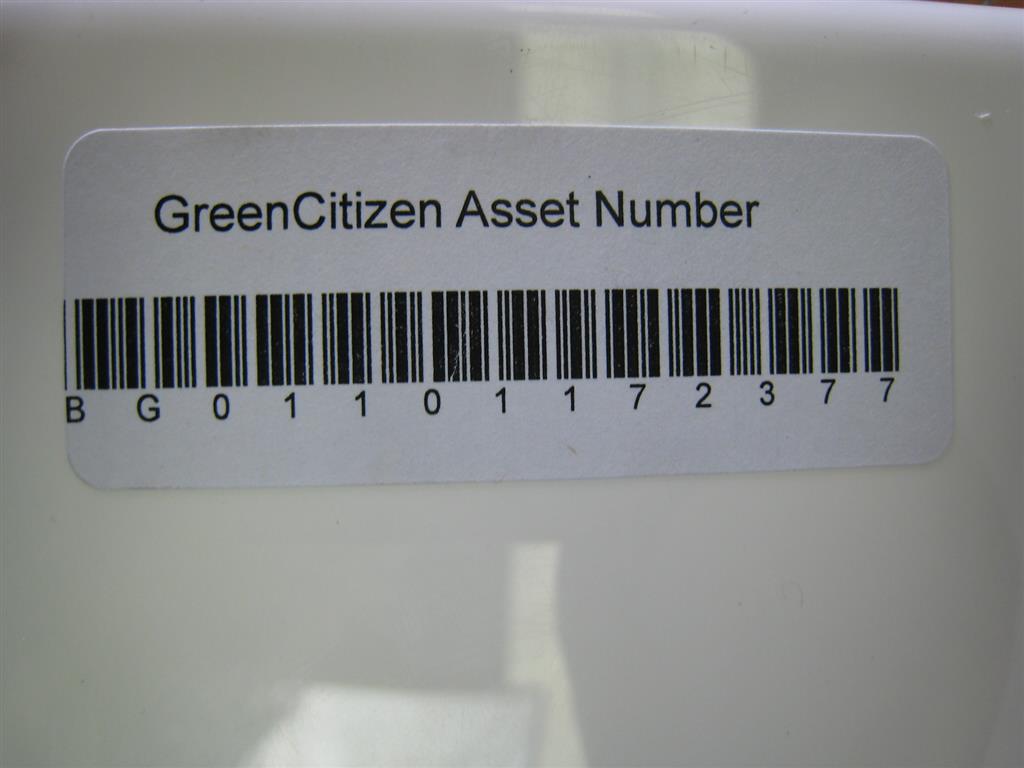 GreenCitizen Asset Number
B G 0 1 1 0 1 1 7 2 3 7 7